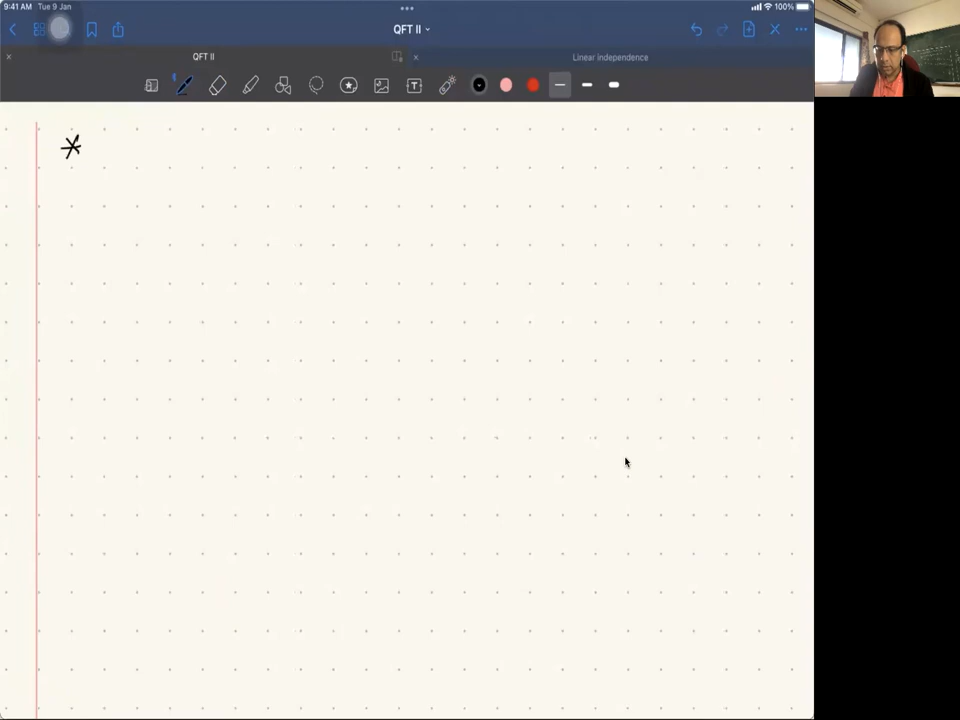 9:41 AM Tue 9 Jan
100%
QFT II
QFT II
Linear independence
*